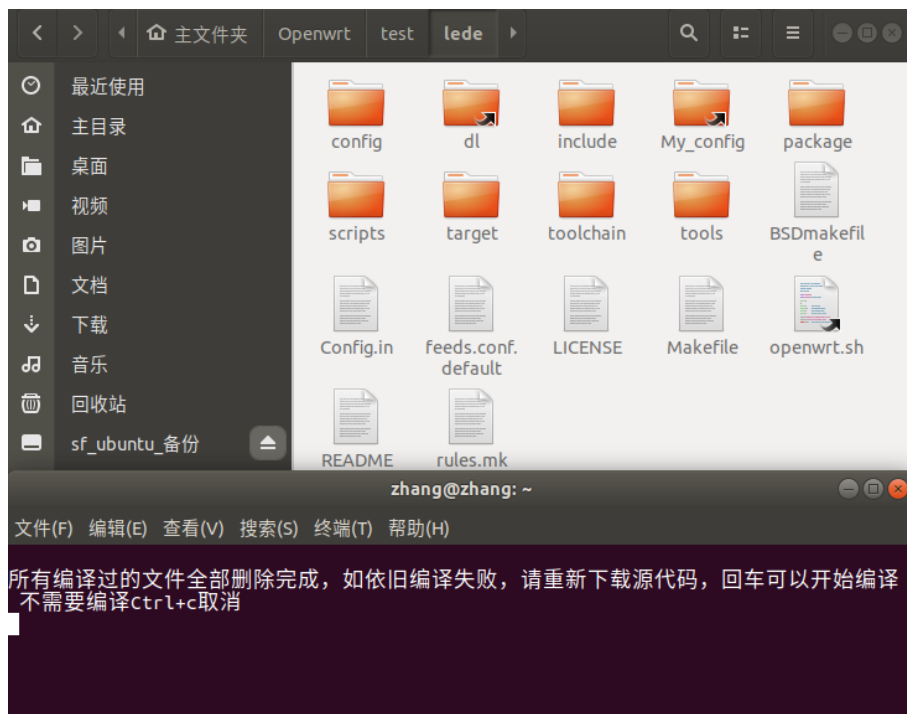 主文件夹 Openwrt test lede
最近使用
主目录
桌面
视频
图片
文档
下载
音乐
回收站
sf_ubuntu_备份
config dl include My_config package
scripts target toolchain tools BSDmakefil
e
Config.in feeds.conf. LICENSE Makefile openwrt.sh
default
README rules.mk
zhang@zhang: ~
文件(F) 编辑(E) 查看(V) 搜索(S) 终端(T) 帮助(H)
所有编译过的文件全部删除完成，如依旧编译失败，请重新下载源代码，回车可以开始编译
不需要编译Ctrl+c取消